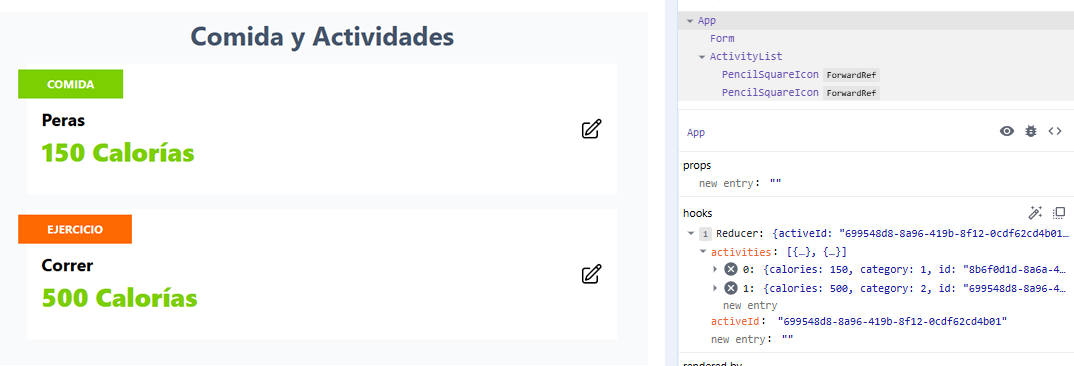 Comida y Actividades
COMIDA
Peras
150 Calorías
EJERCICIO
Correr
500 Calorías
App
Form
ActivityList
PencilSquareIcon ForwardRef
PencilSquareIcon ForwardRef
App
props
new entry: ""
hooks
1 Reducer: {activeId: "699548d8-8a96-419b-8f12-0cdf62cd4b01…
activities: [{…}, {…}]
0: {calories: 150, category: 1, id: "8b6f0d1d-8a6a-4…
1: {calories: 500, category: 2, id: "699548d8-8a96-4…
new entry
activeId: "699548d8-8a96-419b-8f12-0cdf62cd4b01"
new entry: ""
rendered by